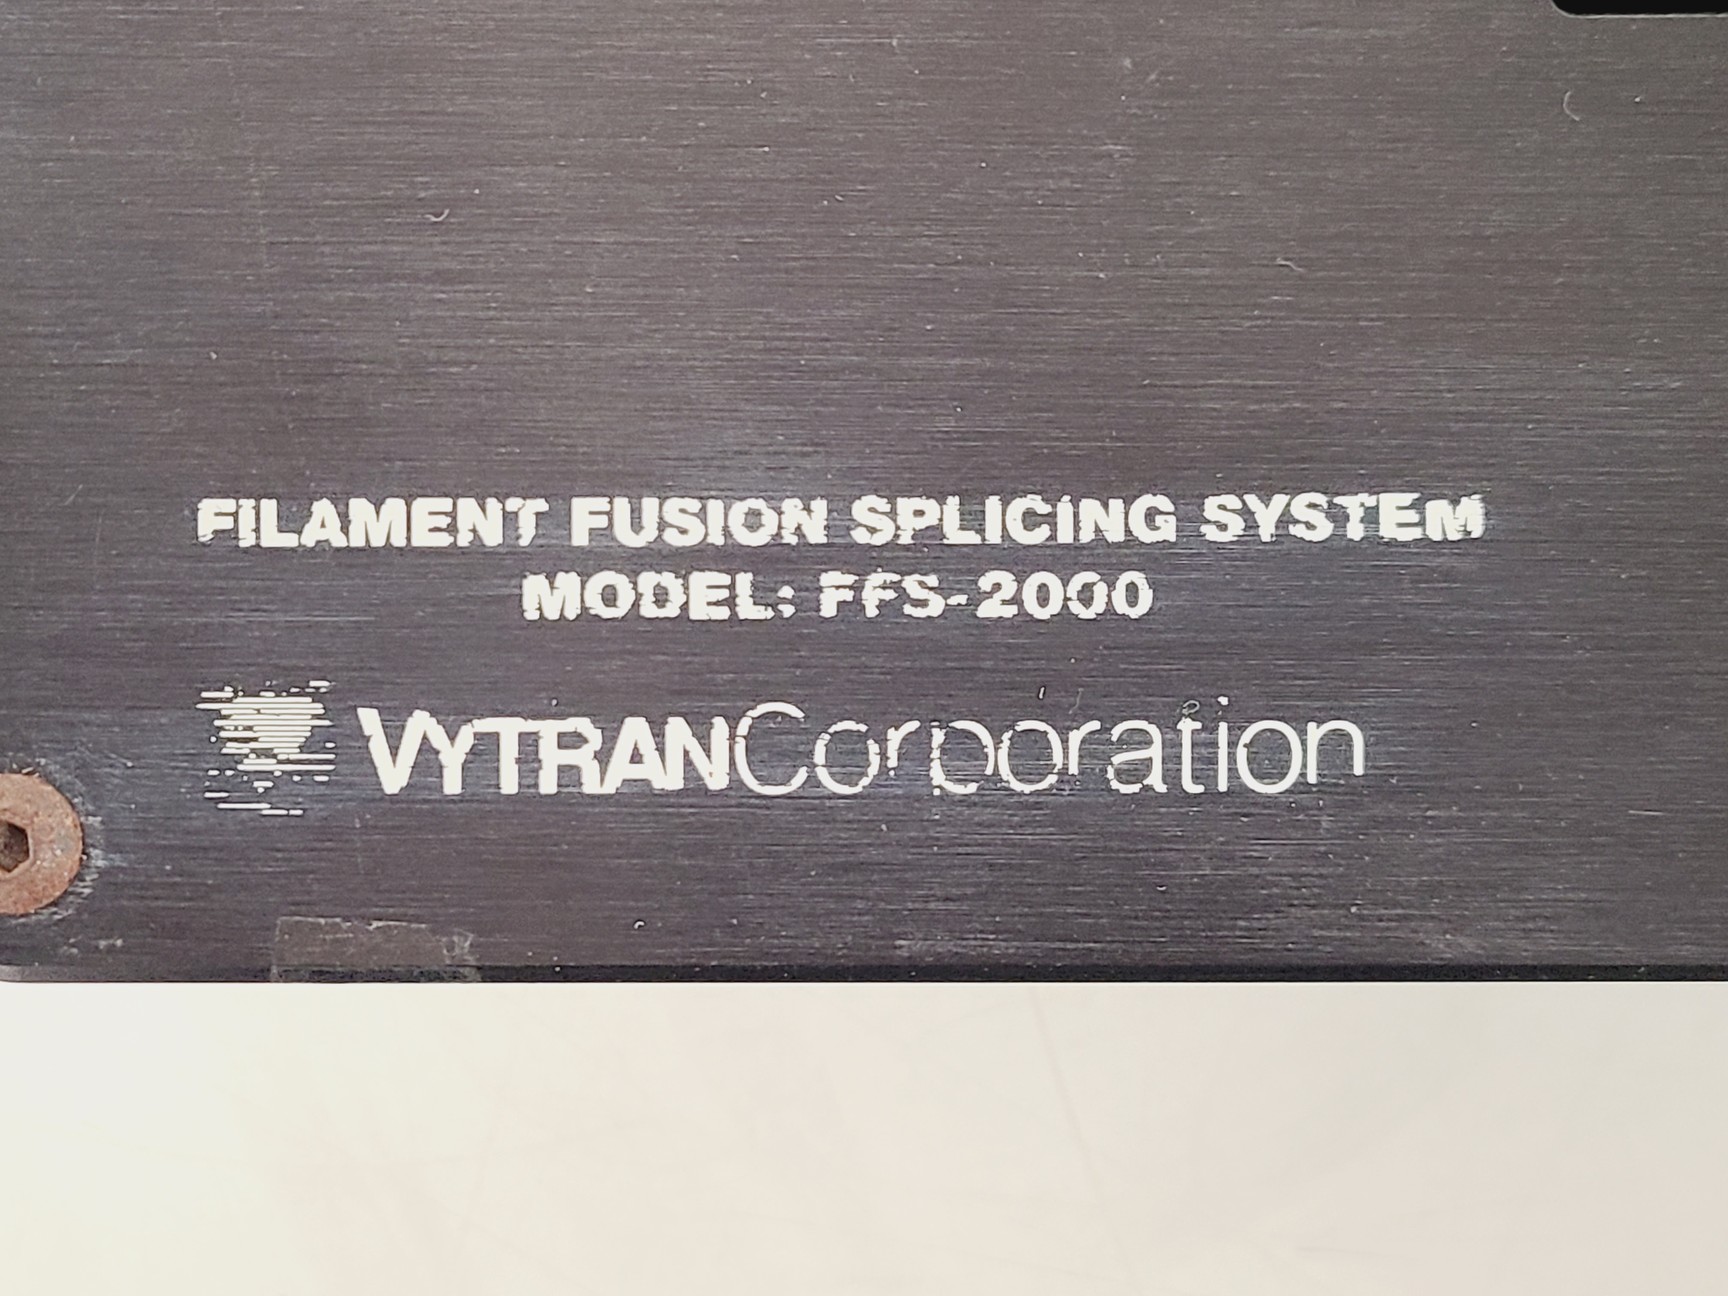 FILAMENT FUSION SPLICING SYSTEM
MODEL: FFS-2000
VYTRANCorporation